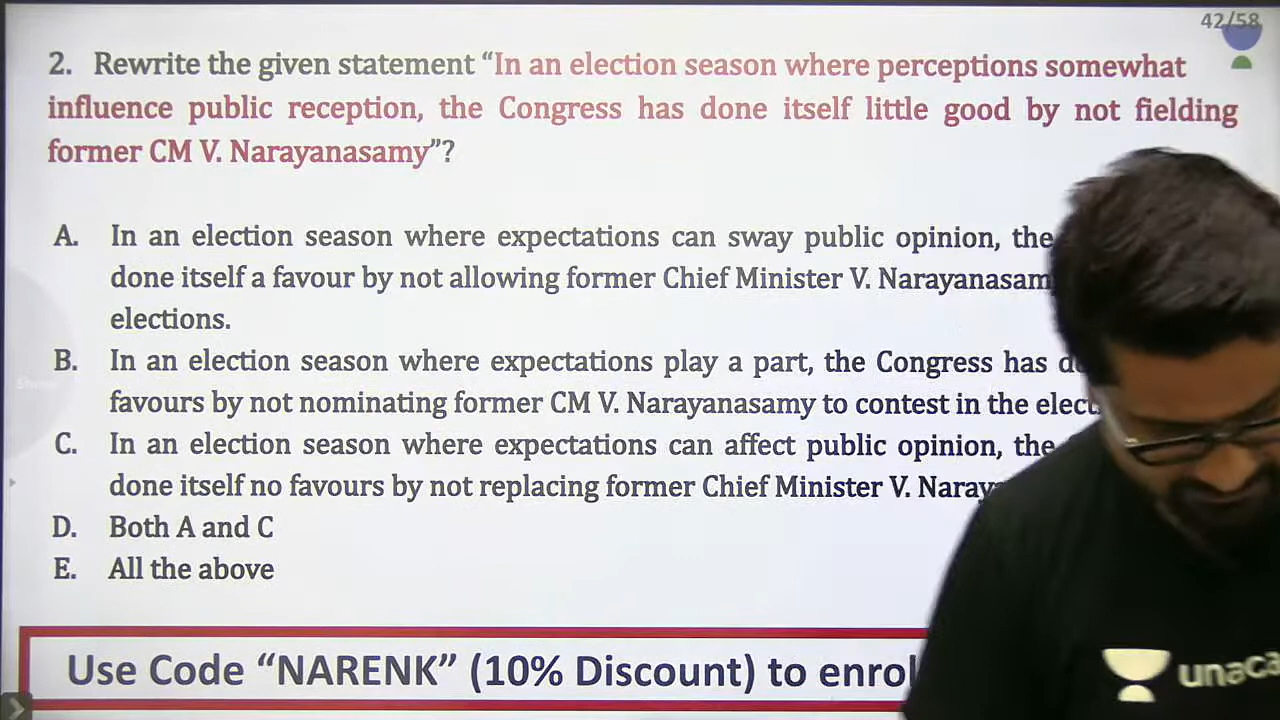 42/58
2. Rewrite the given statement “In an election season where perceptions somewhat
influence public reception, the Congress has done itself little good by not fielding
former CM V. Narayanasamy”?
A. In an election season where expectations can sway public opinion, the
done itself a favour by not allowing former Chief Minister V. Narayanasam
elections.
B. In an election season where expectations play a part, the Congress has d
favours by not nominating former CM V. Narayanasamy to contest in the elect
C. In an election season where expectations can affect public opinion, the
done itself no favours by not replacing former Chief Minister V. Naray
D. Both A and C
E. All the above
Use Code “NARENK” (10% Discount) to enrol
unaca